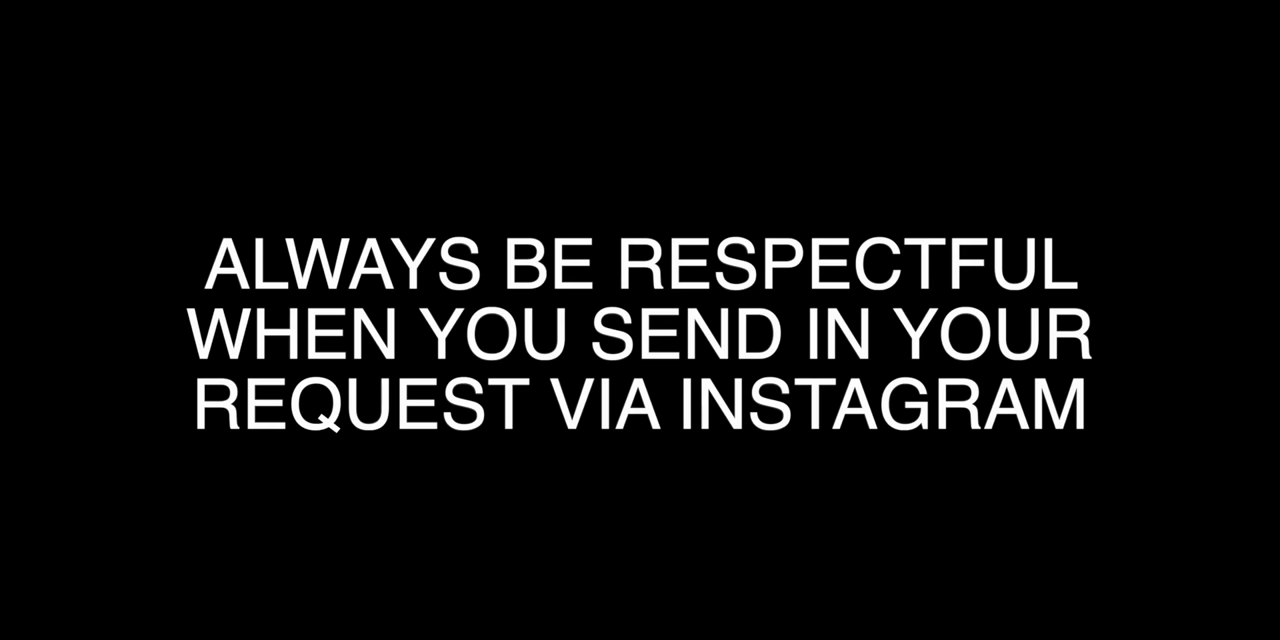 ALWAYS BE RESPECTFUL
WHEN YOU SEND IN YOUR
REQUEST VIA INSTAGRAM